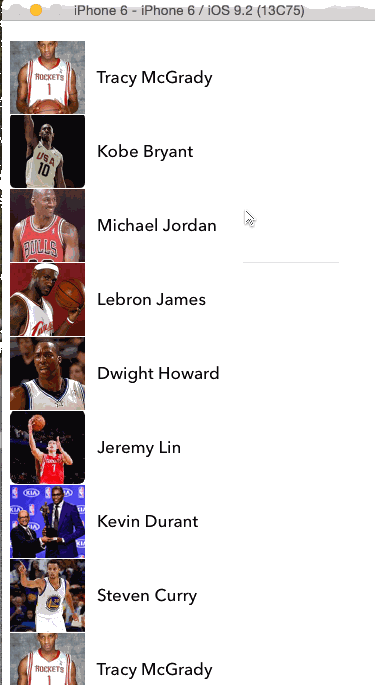 iPhone 6 - iPhone 6 / iOS 9.2 (13C75)
ROCKETS
1
Tracy McGrady
USA
10
Kobe Bryant
BULLS
Michael Jordan
Lebron James
Dwight Howard
Jeremy Lin
KIA
Kevin Durant
Steven Curry
ROCKETS
1
Tracy McGrady